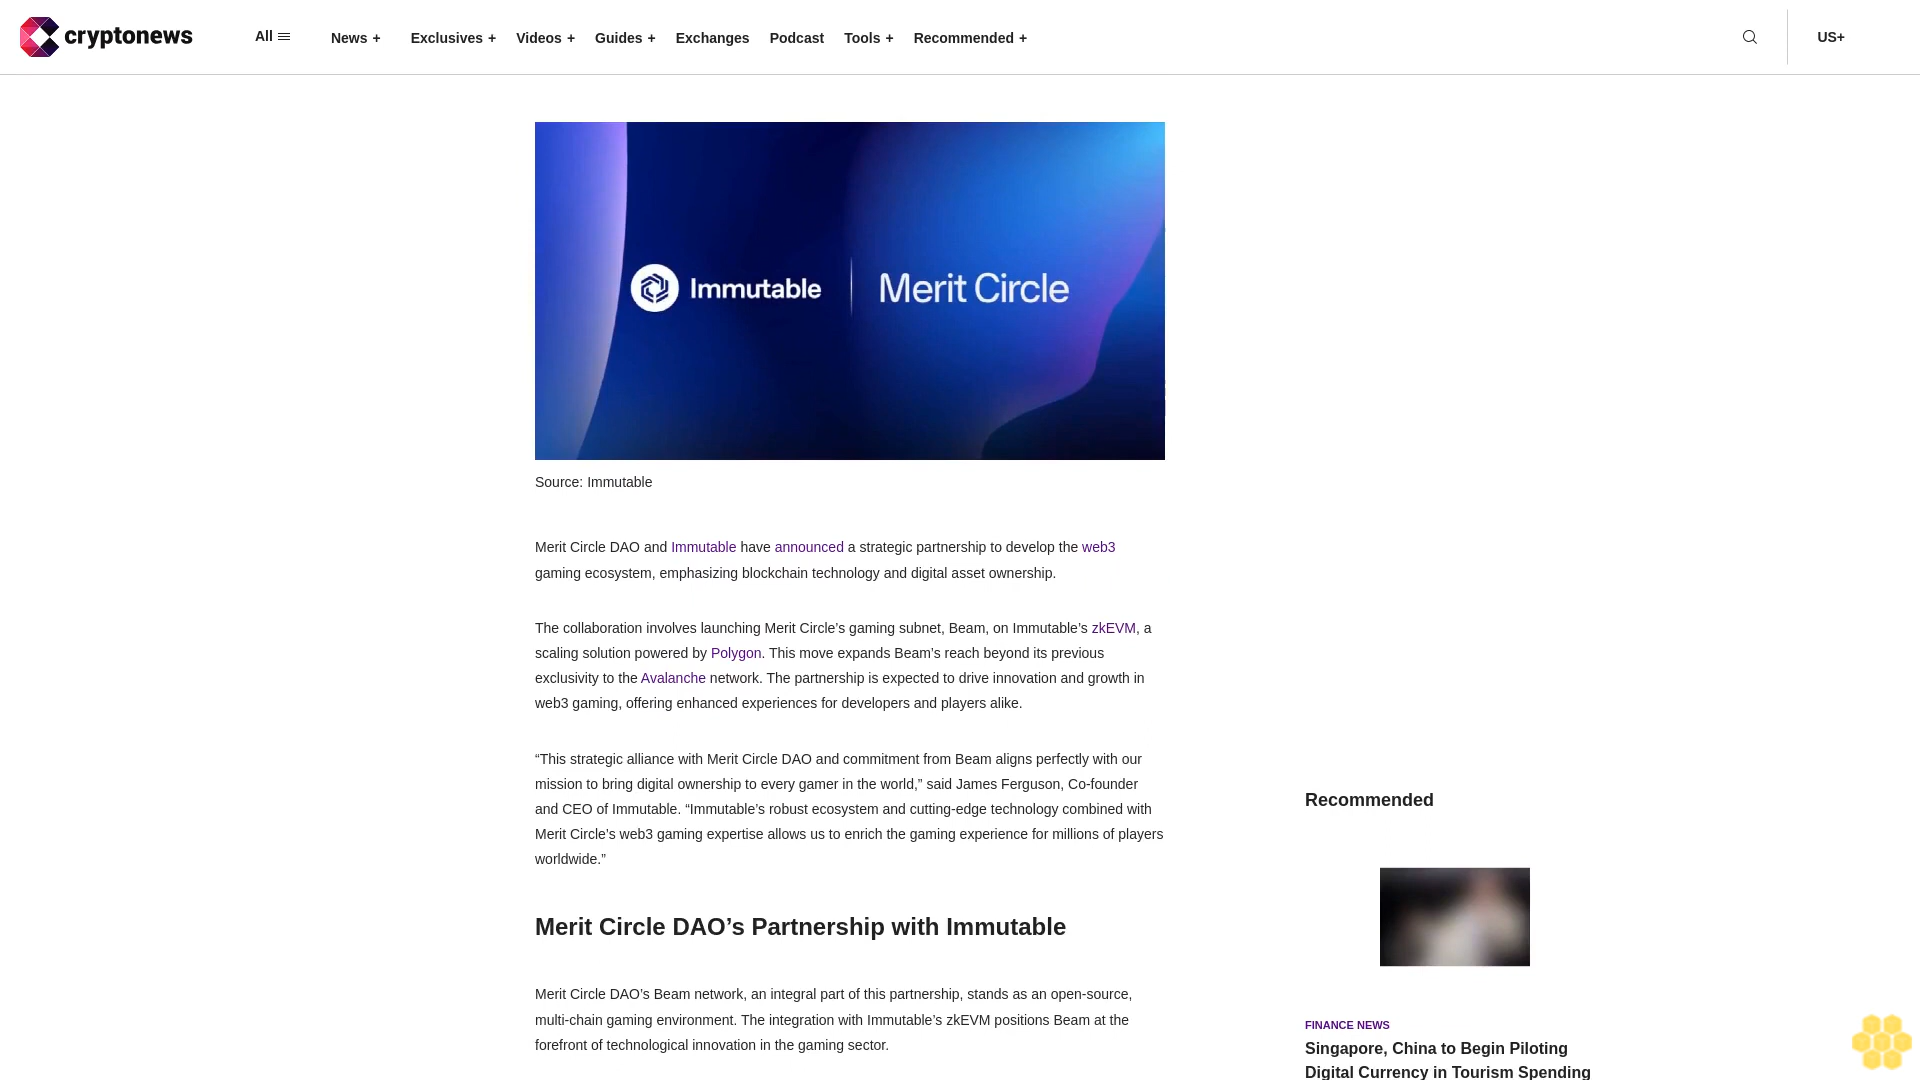 cryptonews
All
News +
Exclusives +
Videos +
Guides +
Exchanges
Podcast
Tools +
Recommended +
US+
Immutable
Merit Circle
Source: Immutable
Merit Circle DAO and Immutable have announced a strategic partnership to develop the web3
gaming ecosystem, emphasizing blockchain technology and digital asset ownership.
The collaboration involves launching Merit Circle’s gaming subnet, Beam, on Immutable’s zkEVM, a
scaling solution powered by Polygon. This move expands Beam’s reach beyond its previous
exclusivity to the Avalanche network. The partnership is expected to drive innovation and growth in
web3 gaming, offering enhanced experiences for developers and players alike.
“This strategic alliance with Merit Circle DAO and commitment from Beam aligns perfectly with our
mission to bring digital ownership to every gamer in the world,” said James Ferguson, Co-founder
and CEO of Immutable. “Immutable’s robust ecosystem and cutting-edge technology combined with
Merit Circle’s web3 gaming expertise allows us to enrich the gaming experience for millions of players
worldwide.”
Merit Circle DAO’s Partnership with Immutable
Merit Circle DAO’s Beam network, an integral part of this partnership, stands as an open-source,
multi-chain gaming environment. The integration with Immutable’s zkEVM positions Beam at the
forefront of technological innovation in the gaming sector.
Recommended
FINANCE NEWS
Singapore, China to Begin Piloting
Digital Currency in Tourism Spending